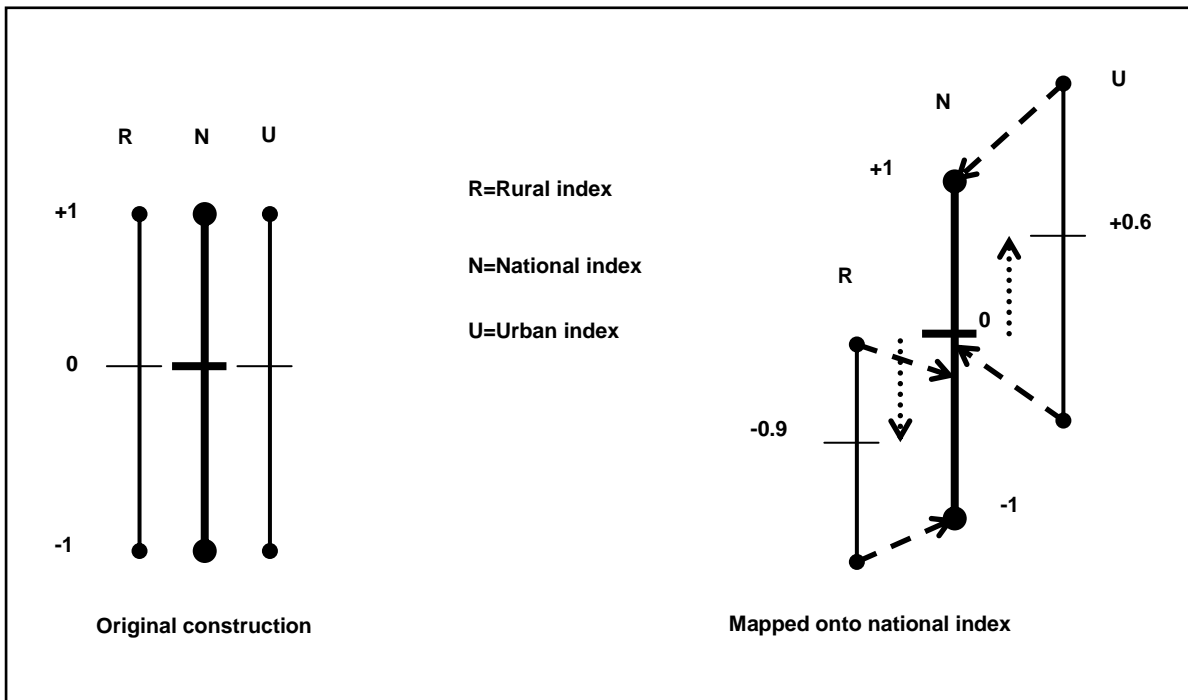 R N U
+1
0
-1
Original construction
R=Rural index
N=National index
U=Urban index
U
N
+1
+0.6
R
0
-0.9
-1
Mapped onto national index